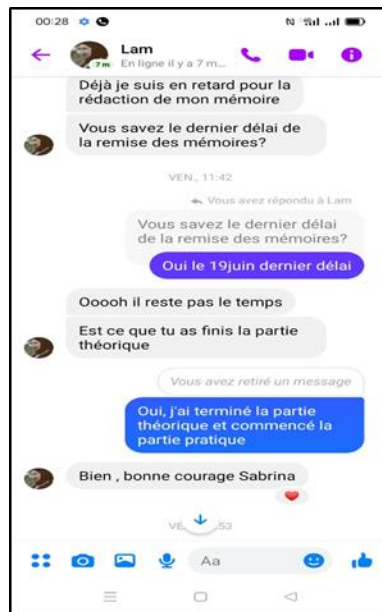 00:28
Lam
7 m
En ligne il y a 7 m...
Déjà je suis en retard pour la
rédaction de mon mémoire
Vous savez le dernier délai de
la remise des mémoires?
VEN., 11:42
Vous avez répondu à Lam
Vous savez le dernier délai
de la remise des mémoires?
Oui le 19juin dernier délai
Ooooh il reste pas le temps
Est ce que tu as finis la partie
théorique
Vous avez retiré un message
Oui, j'ai terminé la partie
théorique et commencé la
partie pratique
Bien , bonne courage Sabrina
Aa